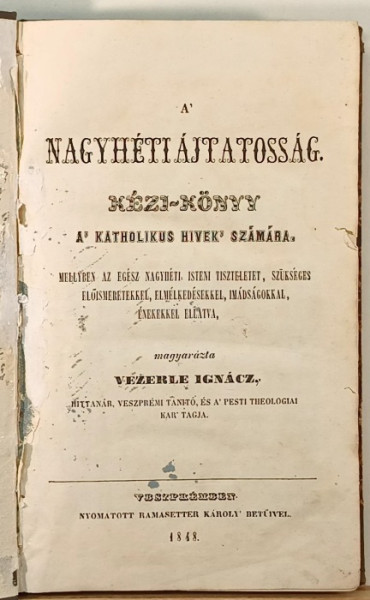 A'
NAGYHÉTI ÁJTATOSSÁG.
KÉZI-KÖNYV
A' KATHOLIKUS HIVEK' SZÁMÁRA.
MELLYBEN AZ EGÉSZ NAGYHÉTI ISTENI TISZTELETET, SZÜKSÉGES
ELŐISMERETEKKEL, ELMÉLKEDÉSEKKEL, IMÁDSÁGOKKAL,
ÉNEKEKKEL ELLÁTVA,
magyarázta
VEZERLE IGNÁCZ,
HITTANÁR, VESZPRÉMI TANITÓ, ÉS A' PESTI THEOLOGIAI
KAR' TAGJA.
VESZPRÉMBEN
NYOMATOTT RAMASETTER KÁROLY' BETŰIVEL.
1848.